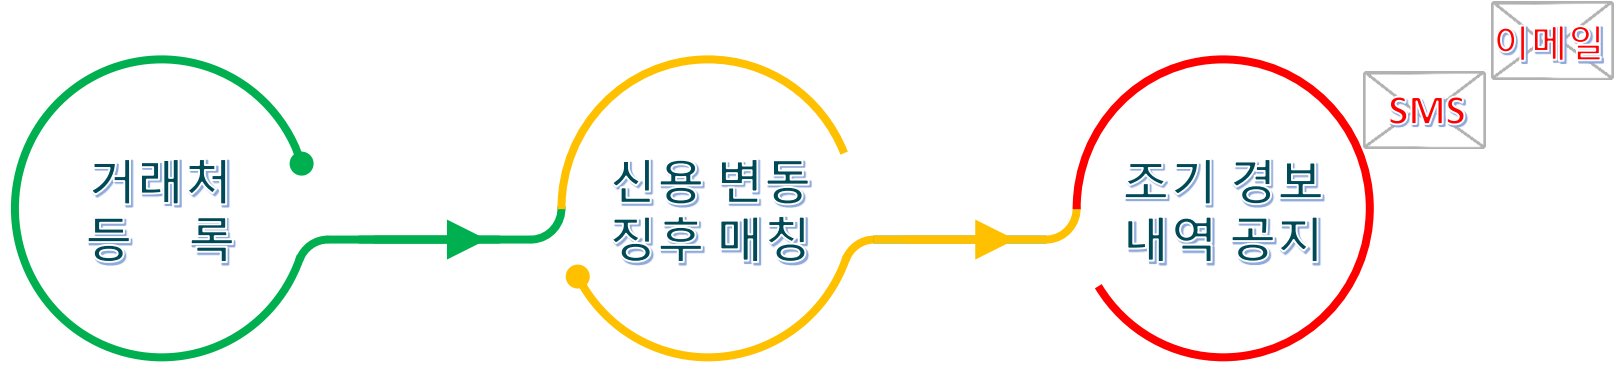 거래처
등 록
신용 변동
징후 매칭
조기 경보
내역 공지
SMS
이메일